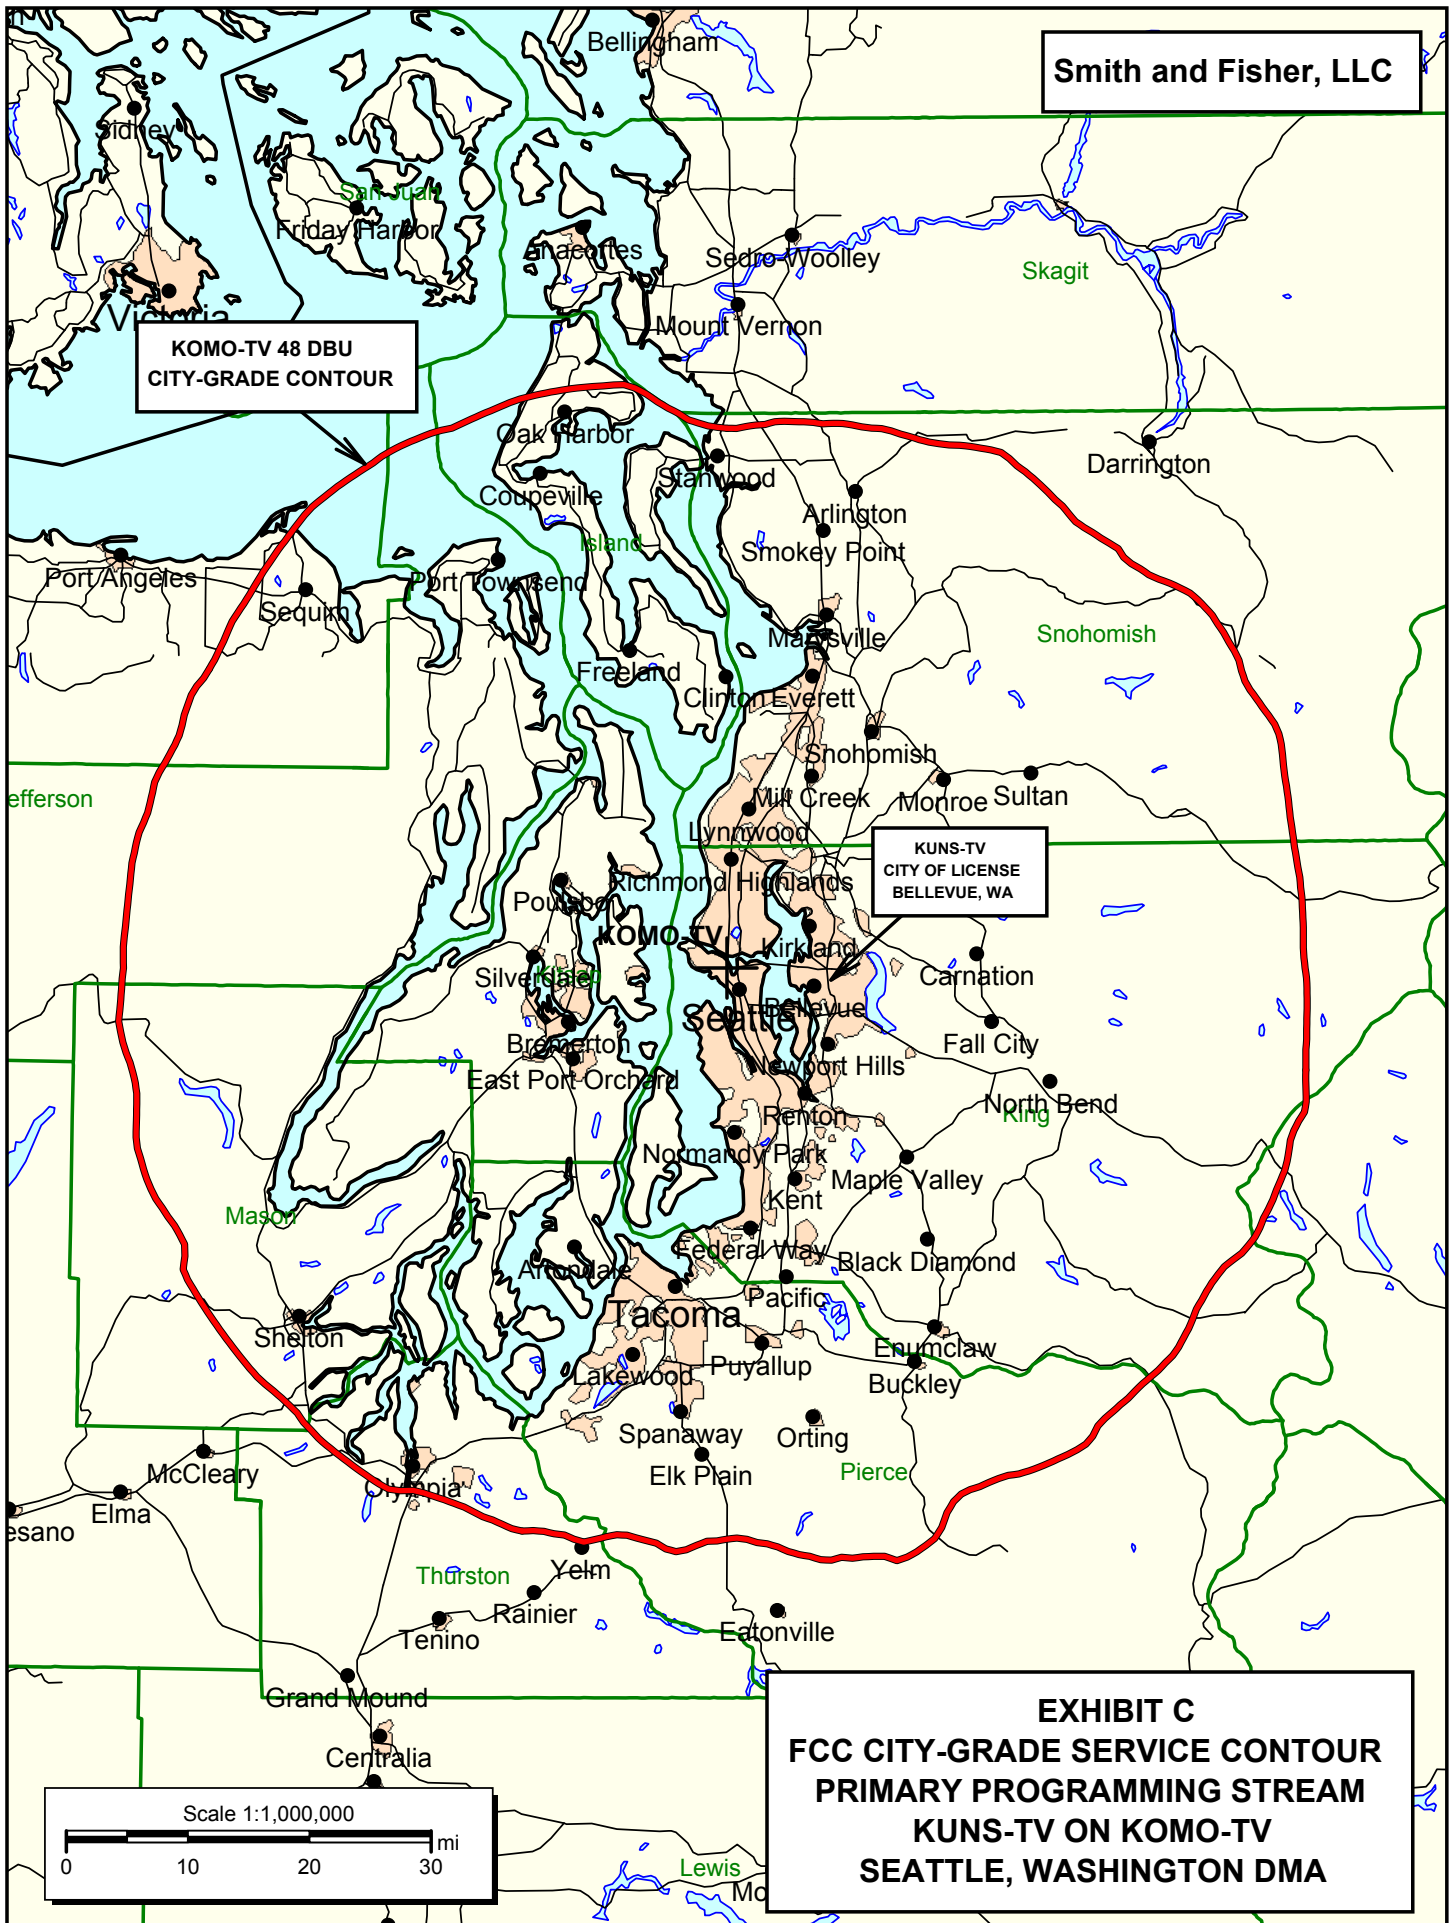 Bellingham
Smith and Fisher, LLC
Sidney
San Juan
Friday Harbor
Anacortes
Sedro-Woolley
Skagit
Victoria
Mount Vernon
KOMO-TV 48 DBU
CITY-GRADE CONTOUR
Oak Harbor
Darrington
Stanwood
Coupeville
Arlington
Island
Smokey Point
Port Angeles
Port Townsend
Sequim
Marysville
Snohomish
Freeland
Clinton
Everett
Snohomish
Mill Creek
Monroe
Sultan
efferson
Lynnwood
KUNS-TV
CITY OF LICENSE
BELLEVUE, WA
Richmond Highlands
Poulsbo
KOMO-TV
Kirkland
Silverdale
Kitsap
Carnation
Bellevue
Seattle
Bremerton
Fall City
Newport Hills
East Port Orchard
North Bend
King
Renton
Normandy Park
Maple Valley
Kent
Mason
Federal Way
Black Diamond
Artondale
Pacific
Tacoma
Shelton
Enumclaw
Puyallup
Lakewood
Buckley
Spanaway
Orting
Elk Plain
Pierce
McCleary
Olympia
Elma
esano
Yelm
Thurston
Rainier
Tenino
Eatonville
Grand Mound
Centralia
EXHIBIT C
FCC CITY-GRADE SERVICE CONTOUR
PRIMARY PROGRAMMING STREAM
KUNS-TV ON KOMO-TV
SEATTLE, WASHINGTON DMA
Scale 1:1,000,000
mi
0 10 20 30
Lewis
Mo